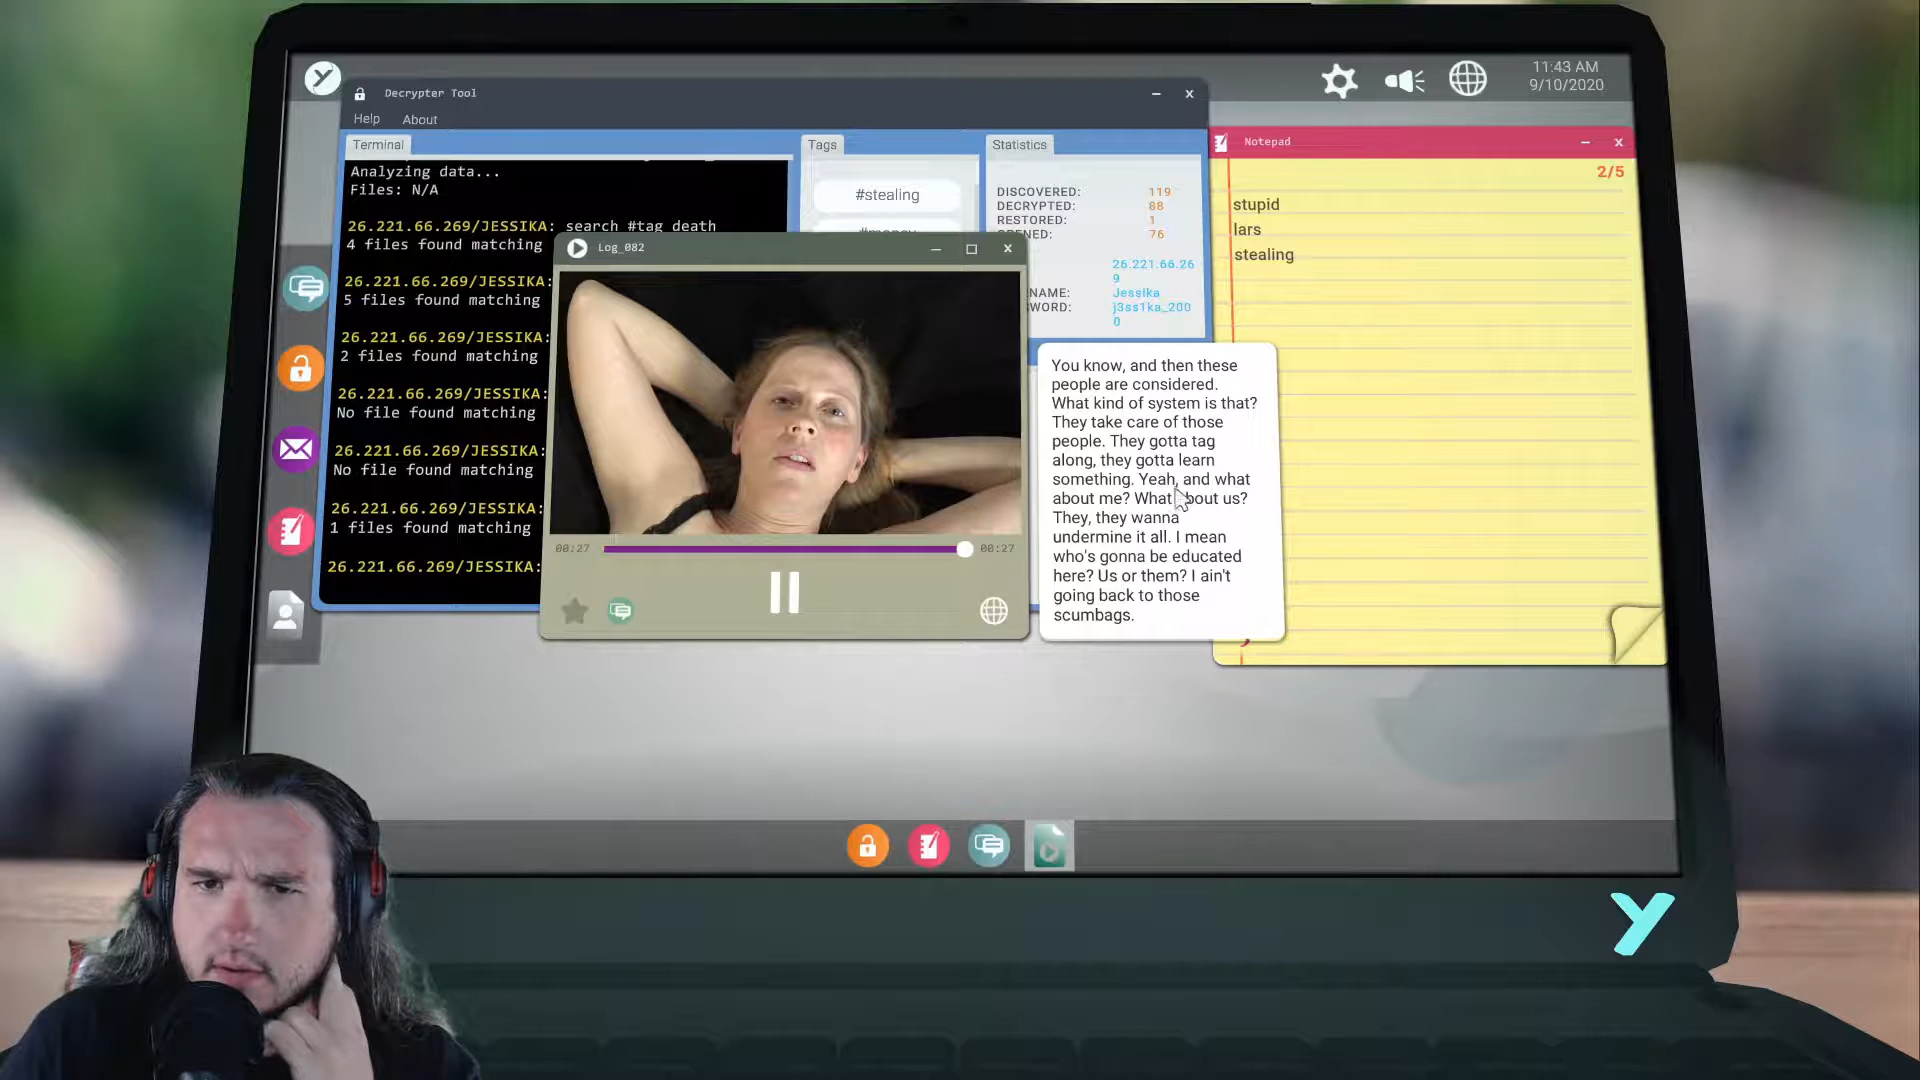 11:43 AM
9/10/2020
Decrypter Tool
Help About
Terminal
Tags
Statistics
Analyzing data...
Files: N/A
26.221.66.269/JESSIKA: search #tag death
4 files found matching
26.221.66.269/JESSIKA:
5 files found matching
26.221.66.269/JESSIKA:
2 files found matching
26.221.66.269/JESSIKA:
No file found matching
26.221.66.269/JESSIKA:
No file found matching
26.221.66.269/JESSIKA:
1 files found matching
26.221.66.269/JESSIKA:
#stealing
DISCOVERED: 119
DECRYPTED: 88
RESTORED: 1
ENED: 76
26.221.66.26
9
NAME: Jessika
WORD: j3ss1ka_200
0
Log_082
00:27
00:27
You know, and then these
people are considered.
What kind of system is that?
They take care of those
people. They gotta tag
along, they gotta learn
something. Yeah, and what
about me? What about us?
They, they wanna
undermine it all. I mean
who's gonna be educated
here? Us or them? I ain't
going back to those
scumbags.
Notepad
2/5
stupid
lars
stealing